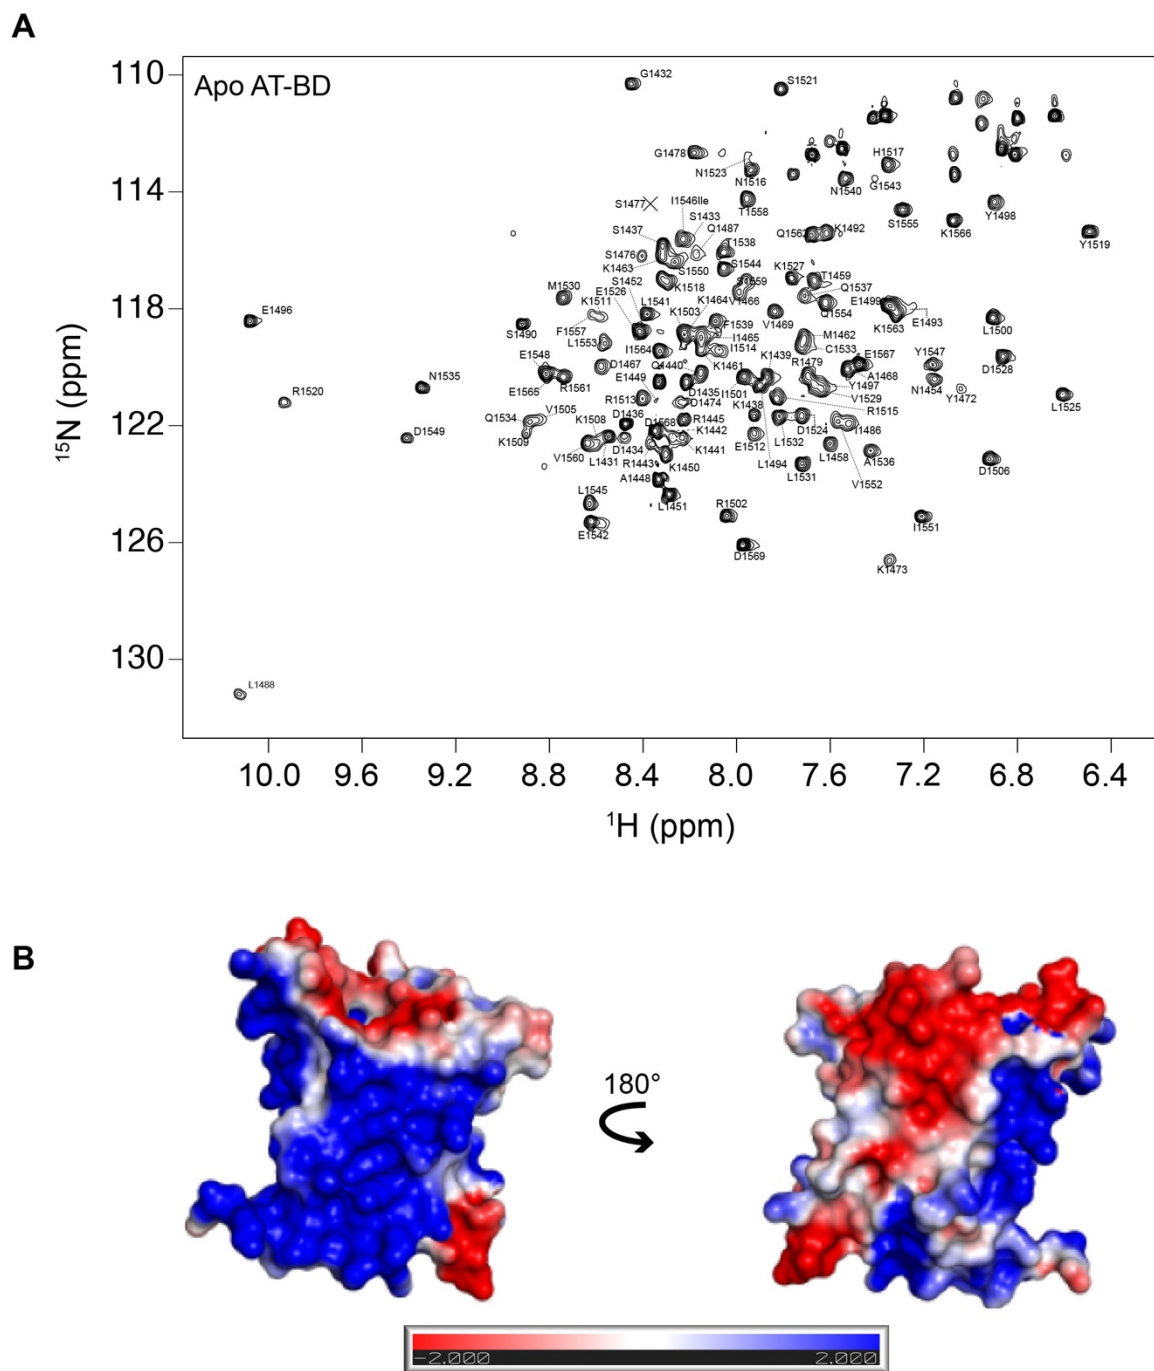 A
Apo AT-BD
110
114
118
122
126
130
15N (ppm)
10.0 9.6 9.2 8.8 8.4 8.0 7.6 7.2 6.8 6.4
1H (ppm)
G1432
S1521
G1478
N1523
N1516
H1517
G1543
N1540
T1558
S1477
I1546Ile
S1433
Q1487
S1437
S1476
K1463
S1452
E1526
S1550
K1518
T1538
S1544
S1559
V1466
Q1562
K1492
S1555
Y1498
K1566
Y1519
K1527
T1459
Q1537
Q1554
E1499
K1563
E1493
L1500
M1530
K1511
F1557
L1553
L1541
K1503
K1464
F1539
I1465
I1514
K1461
V1469
M1462
C1533
E1496
S1490
I1564
Q1440
K1439
R1479
E1567
A1468
Y1547
N1454
Y1472
D1528
L1525
E1548
E1565
R1561
D1467
E1449
D1435
D1474
I1501
K1438
Y1497
V1529
R1515
N1535
R1520
D1549
Q1534
V1505
K1509
R1513
D1436
K1508
D1568
R1445
K1442
K1441
E1512
L1532
D1524
L1494
L1458
I1486
V1552
A1536
D1506
V1560
L1431
D1434
R1443
K1450
A1448
L1451
L1531
L1545
E1542
R1502
D1569
I1551
K1473
L1488
B
180°
-2.000 2.000